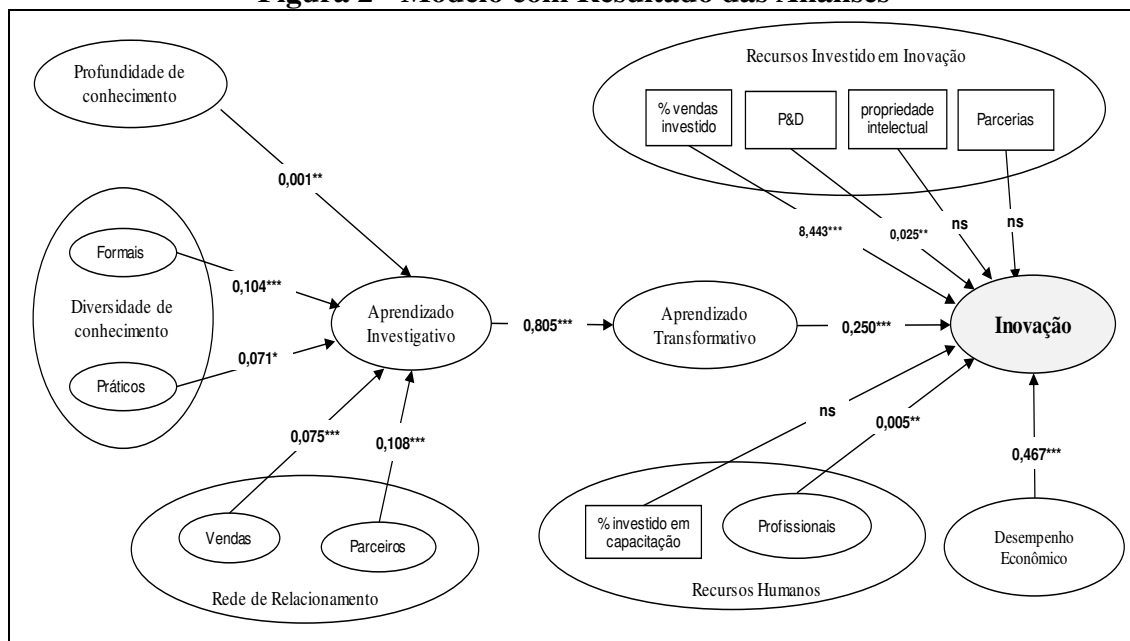 Figura 2 - Modelo com Resultado das Análises
Profundidade de
conhecimento
Recursos Investido em Inovação
% vendas
investido
P&D
propriedade
intelectual
Parcerias
0,001**
8,443***
0,025**
ns
ns
Formais
0,104***
Diversidade de
conhecimento
Práticos
0,071*
Aprendizado
Investigativo
0,805***
Aprendizado
Transformativo
0,250***
Inovação
0,075***
0,108***
ns
0,005**
0,467***
Vendas
Parceiros
Rede de Relacionamento
% investido em
capacitação
Profissionais
Recursos Humanos
Desempenho
Econômico